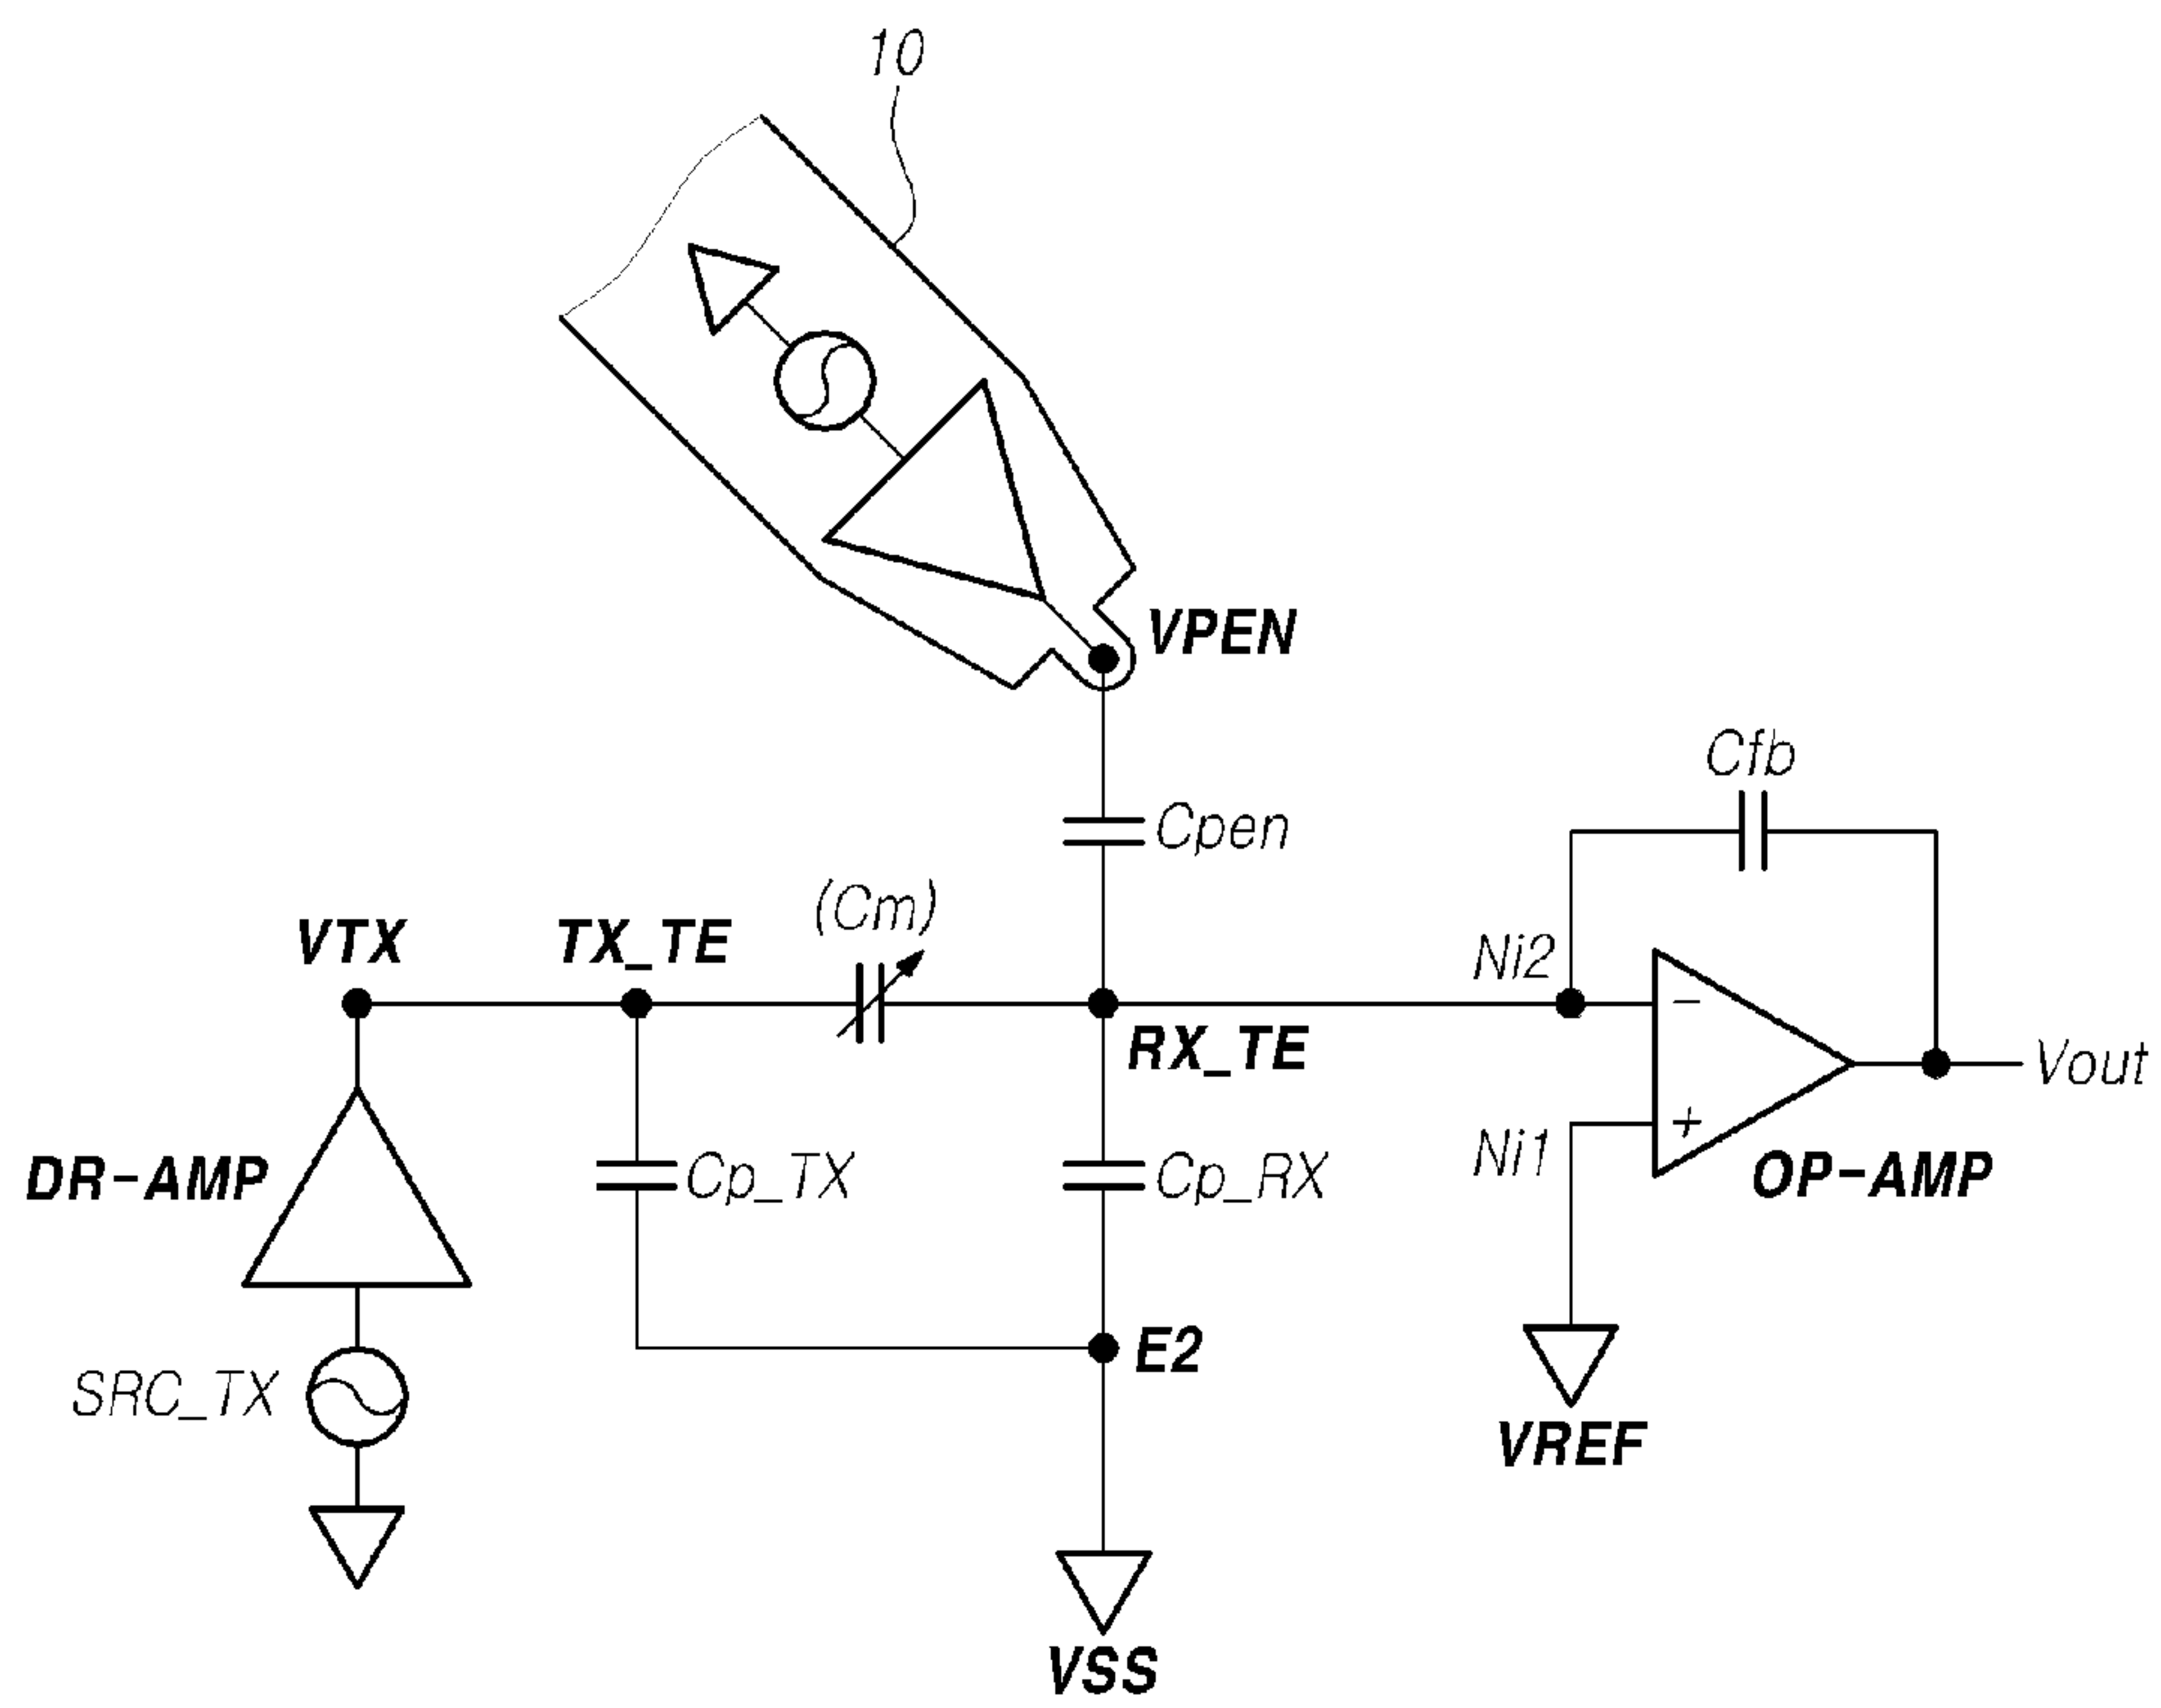 10
VPEN
Cfb
Cpen
(Cm)
VTX
TX_TE
Ni2
−
RX_TE
Vout
+
Ni1
DR-AMP
Cp_TX
Cp_RX
OP-AMP
E2
SRC_TX
VREF
VSS